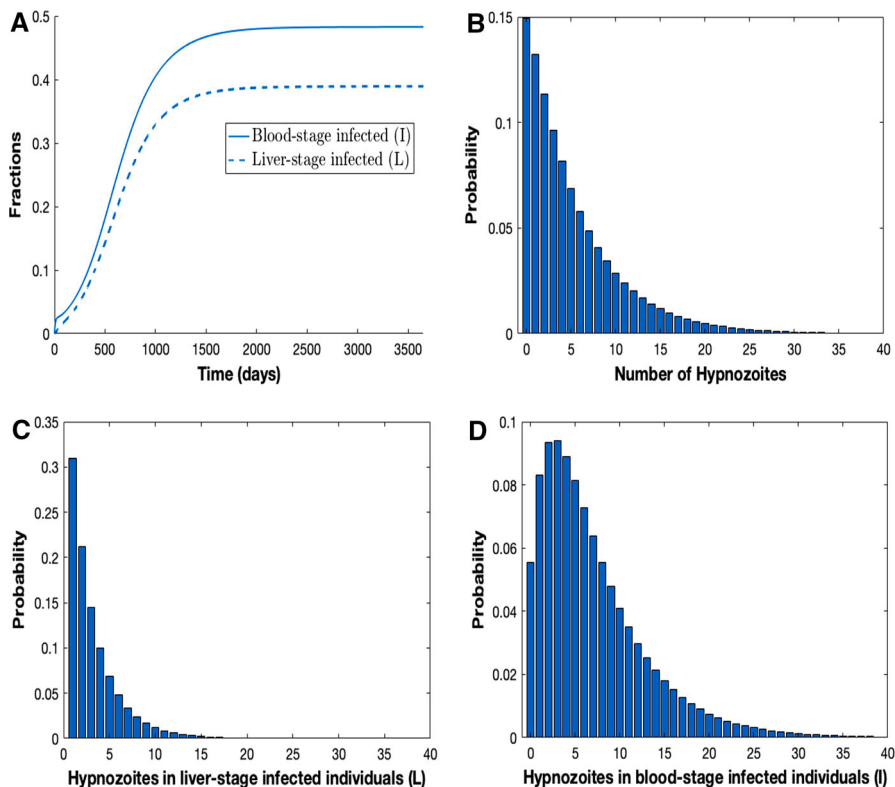 A
0.5
0.4
0.3
0.2
0.1
0
Fractions
Blood-stage infected (I)
Liver-stage infected (L)
0 500 1000 1500 2000 2500 3000 3500
Time (days)
B
0.15
0.1
0.05
0
Probability
0 5 10 15 20 25 30 35 40
Number of Hypnozoites
C
0.35
0.3
0.25
0.2
0.15
0.1
0.05
0
Probability
0 5 10 15 20 25 30 35 40
Hypnozoites in liver-stage infected individuals (L)
D
0.1
0.08
0.06
0.04
0.02
0
Probability
0 5 10 15 20 25 30 35 40
Hypnozoites in blood-stage infected individuals (I)